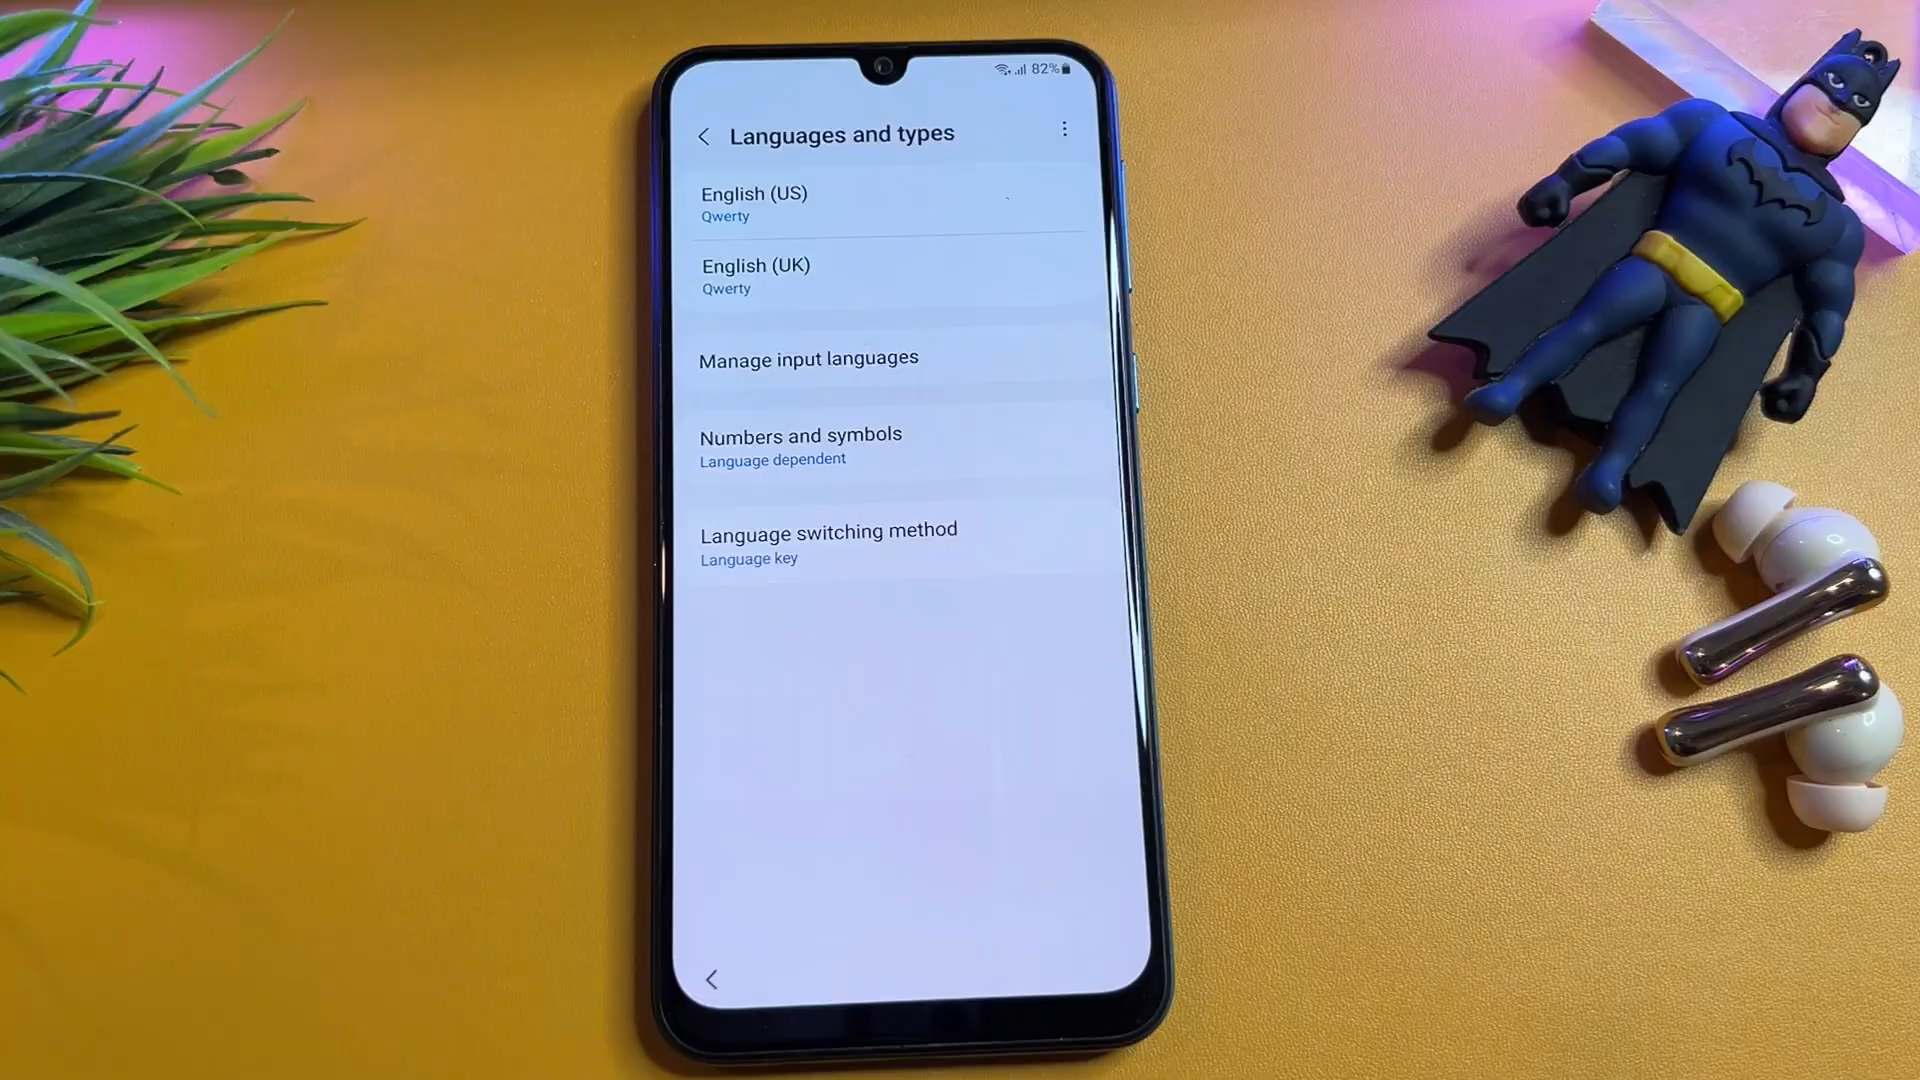 82%
Languages and types
English (US)
Qwerty
English (UK)
Qwerty
Manage input languages
Numbers and symbols
Language dependent
Language switching method
Language key